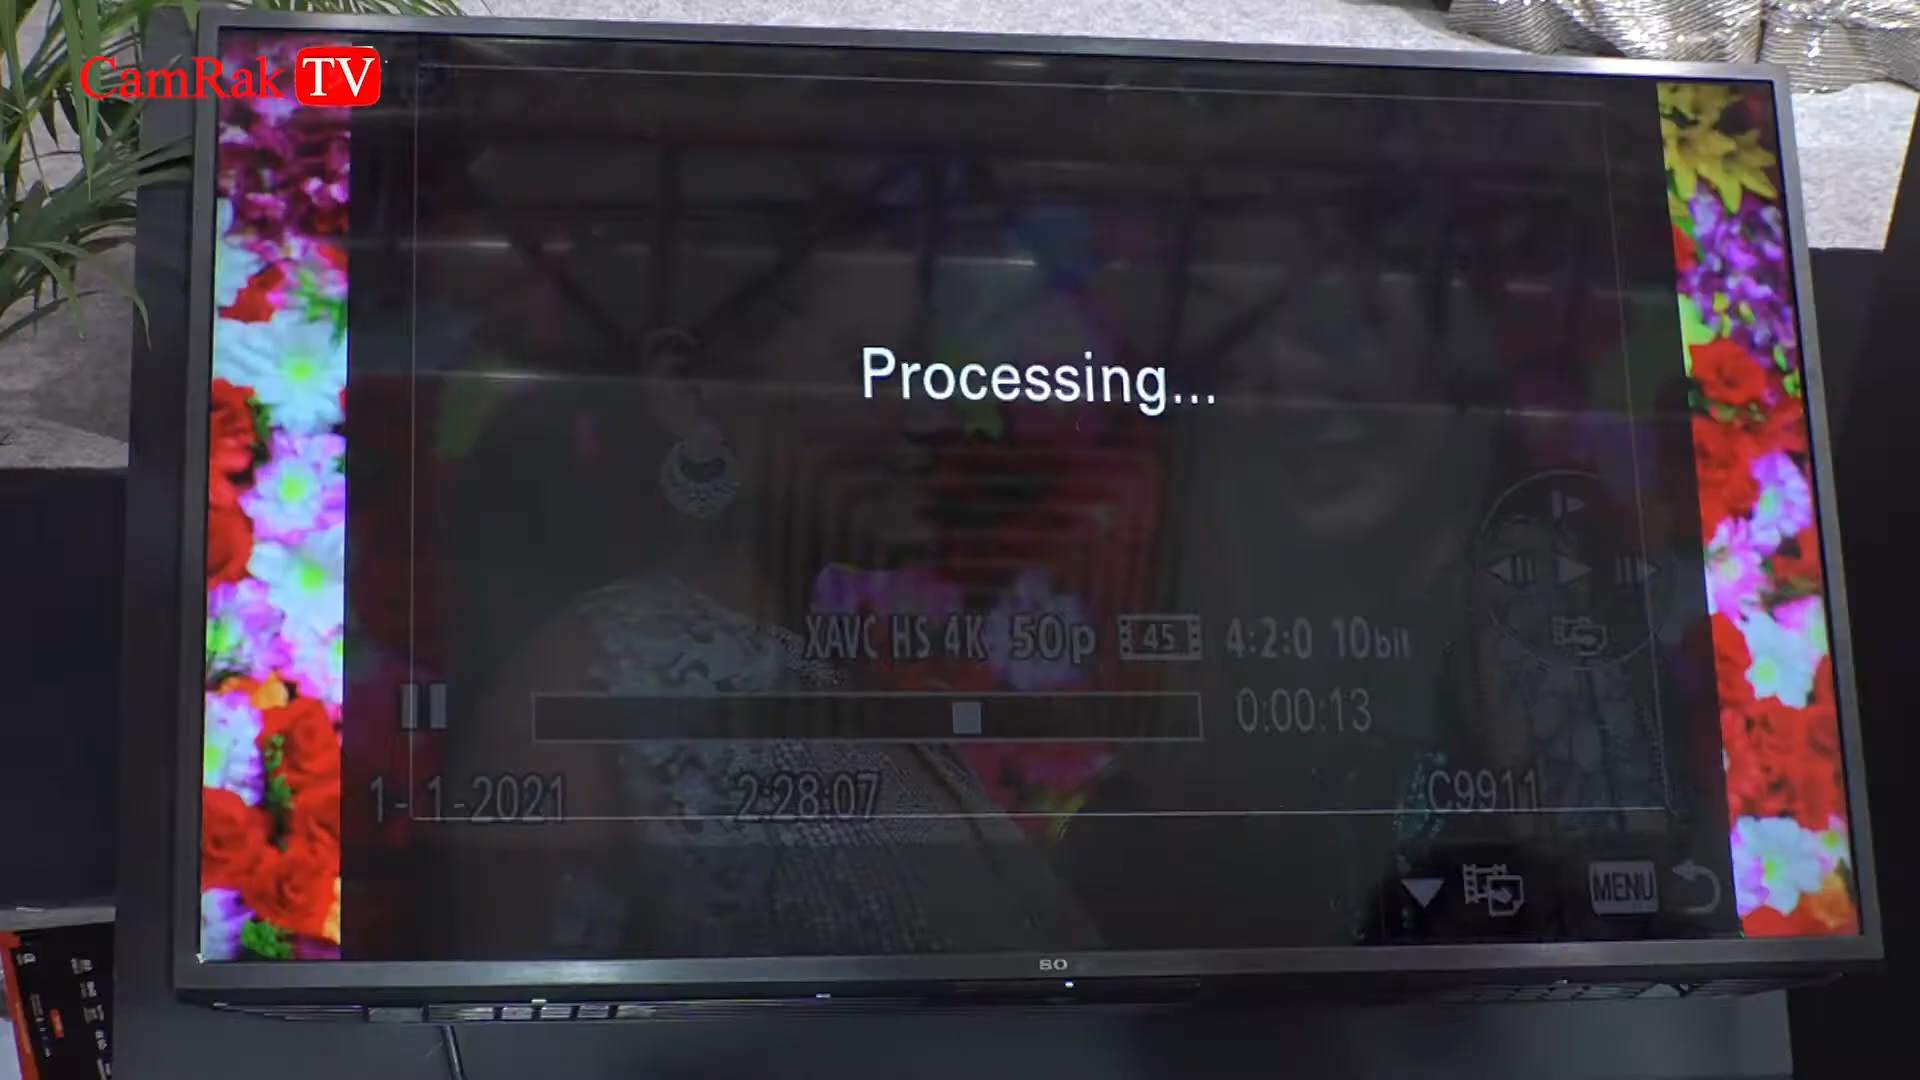 CamRak TV
Processing...
XAVC HS 4K 50p 45 4:2:0 10bit
0:00:13
1- 1-2021 2:28:07 C9911
MENU